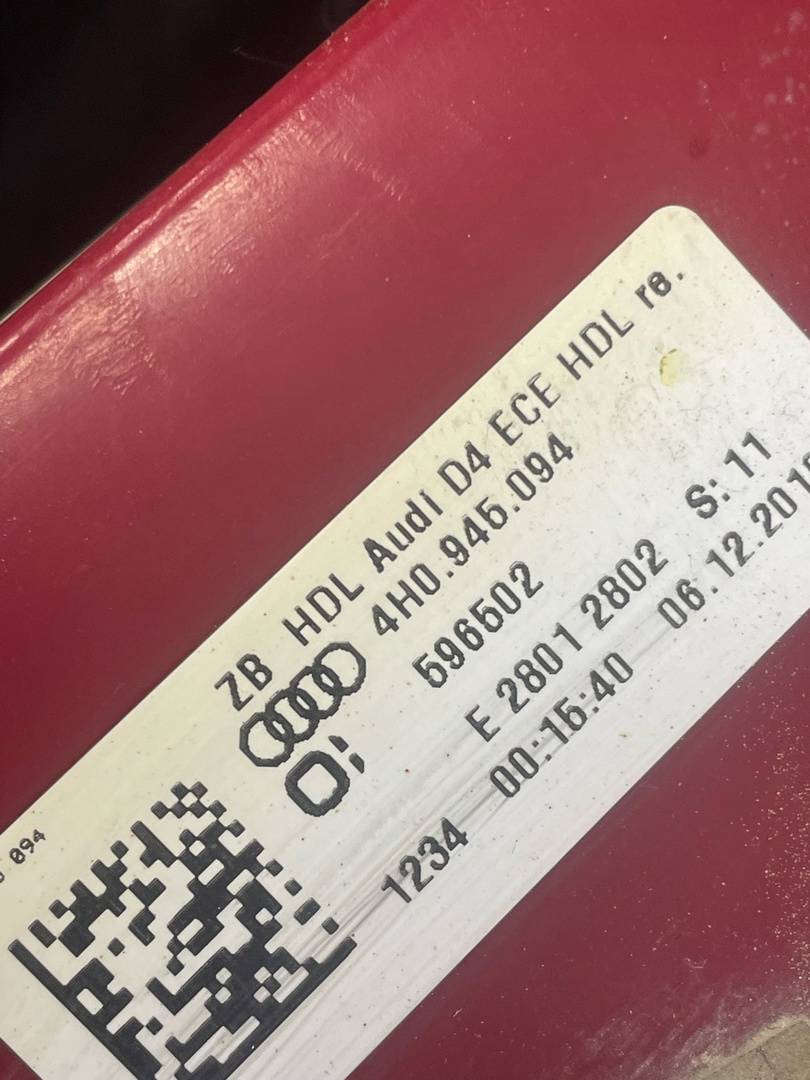 ZB HDL Audi D4 ECE HDL re.
4H0.945.094
596502 S: 11
E 2801 2802 06.12.201
1234 00:15:40
094